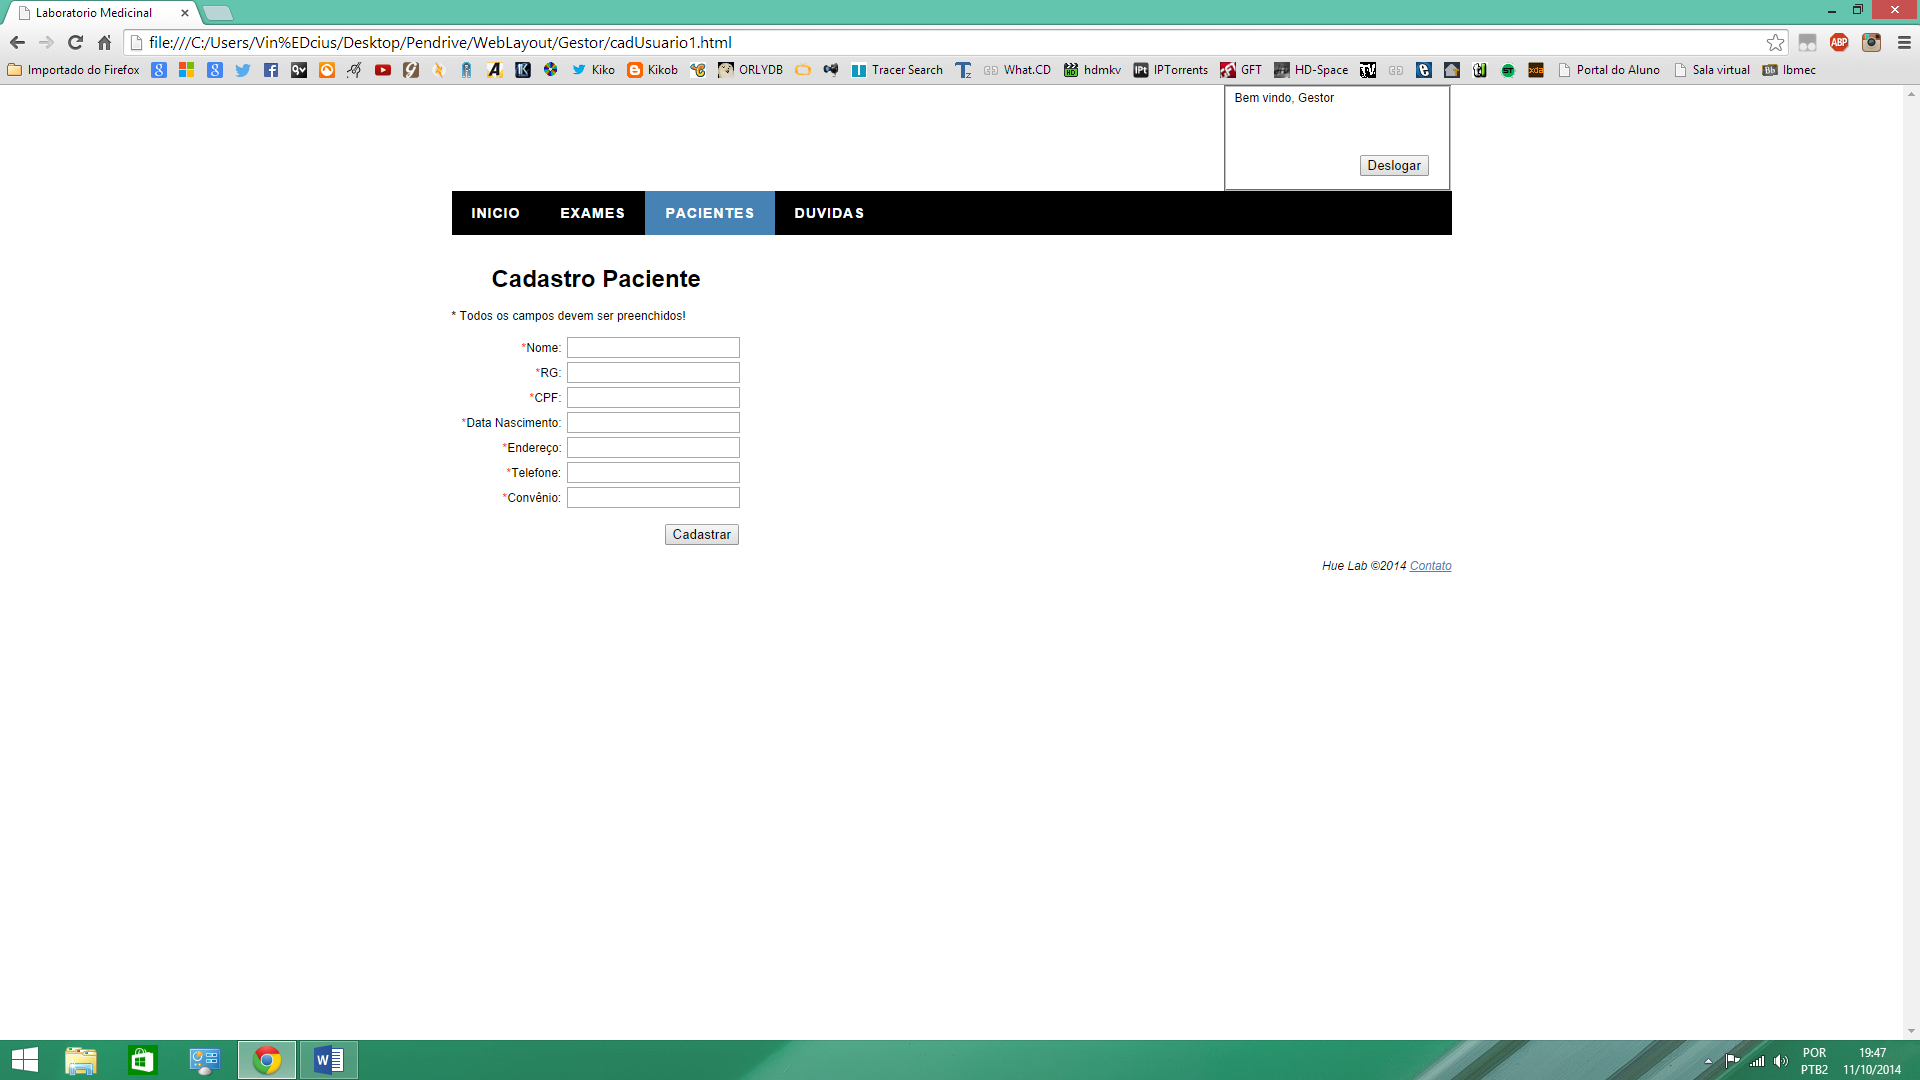 Laboratorio Medicinal
file:///C:/Users/Vin%EDcius/Desktop/Pendrive/WebLayout/Gestor/cadUsuario1.html
ABP
Importado do Firefox Kiko Kikob ORLYDB Tracer Search What.CD hdmkv IPTorrents GFT HD-Space Portal do Aluno Sala virtual Ibmec
Bem vindo, Gestor
Deslogar
INICIO EXAMES PACIENTES DUVIDAS
Cadastro Paciente
* Todos os campos devem ser preenchidos!
*Nome:
*RG:
*CPF:
*Data Nascimento:
*Endereço:
*Telefone:
*Convênio:
Cadastrar
Hue Lab ©2014 Contato
POR 19:47
PTB2 11/10/2014